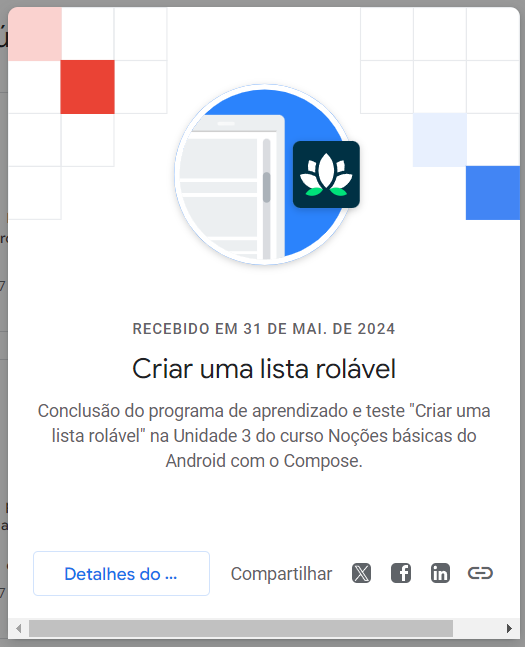 RECEBIDO EM 31 DE MAI. DE 2024
Criar uma lista rolável
Conclusão do programa de aprendizado e teste "Criar uma
lista rolável" na Unidade 3 do curso Noções básicas do
Android com o Compose.
Detalhes do ...
Compartilhar